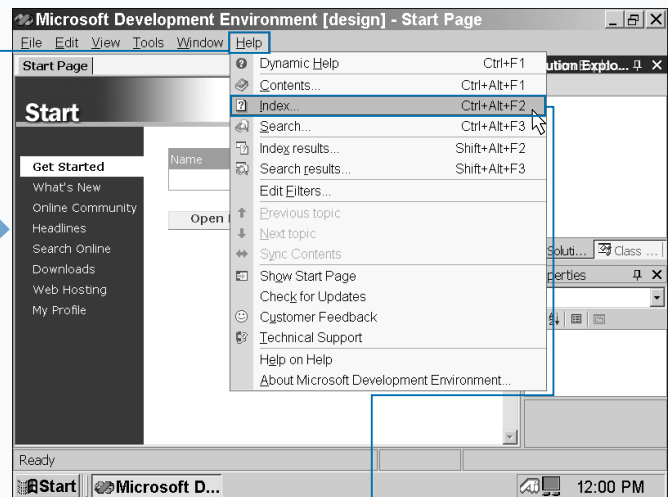 Microsoft Development Environment [design] - Start Page
File Edit View Tools Window Help
Start Page
ution Explo...
Start
Get Started
What's New
Online Community
Headlines
Search Online
Downloads
Web Hosting
My Profile
Name
Open
Dynamic Help Ctrl+F1
Contents... Ctrl+Alt+F1
Index... Ctrl+Alt+F2
Search... Ctrl+Alt+F3
Index results... Shift+Alt+F2
Search results... Shift+Alt+F3
Edit Filters...
Previous topic
Next topic
Sync Contents
Show Start Page
Check for Updates
Customer Feedback
Technical Support
Help on Help
About Microsoft Development Environment...
Soluti... Class ...
perties
Ready
Start Microsoft D... 12:00 PM